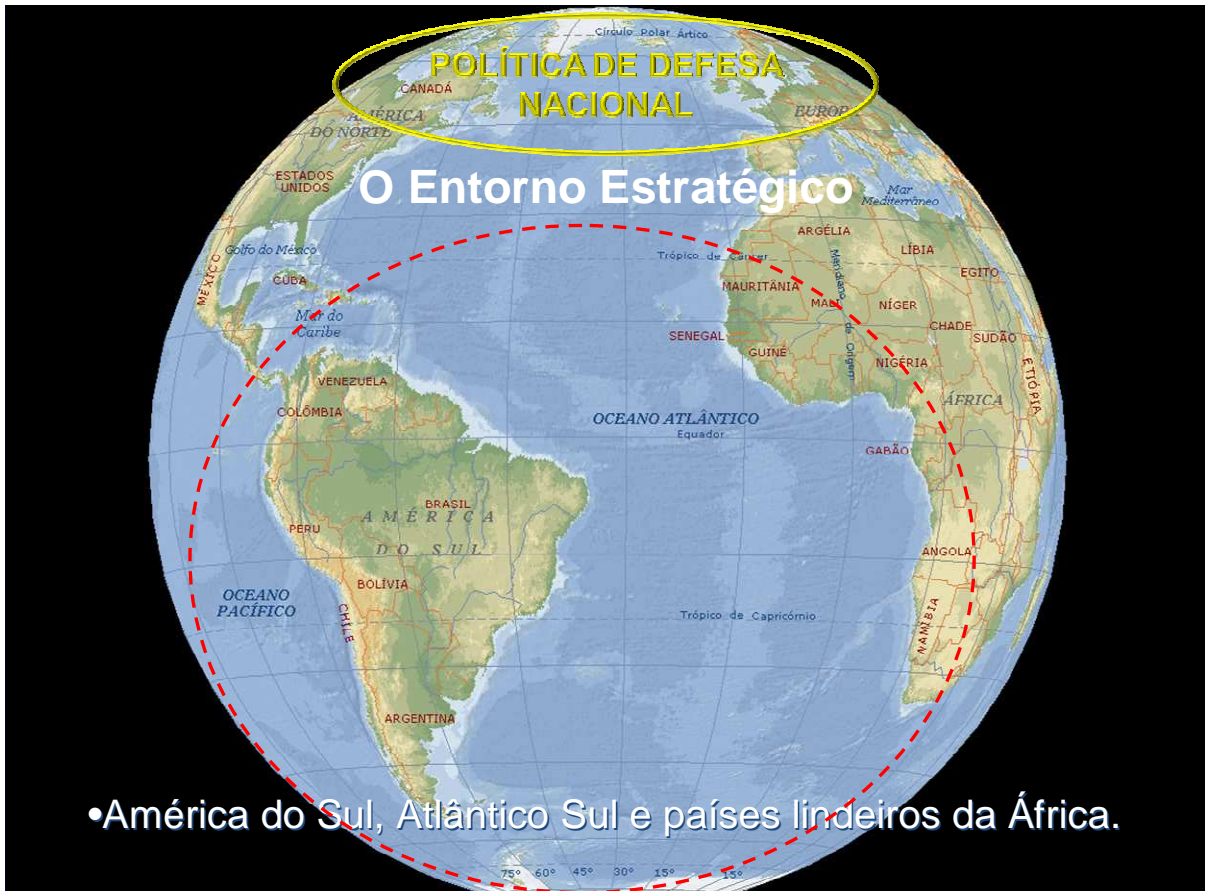 Círculo Polar Ártico
POLÍTICA DE DEFESA
NACIONAL
CANADÁ
AMÉRICA
DO NORTE
EUROPA
ESTADOS
UNIDOS
O Entorno Estratégico
Mar
Mediterrâneo
Golfo do México
MÉXICO
CUBA
Mar do
Caribe
Trópico de Câncer
ARGÉLIA
LÍBIA
EGITO
MAURITÂNIA
MALI
NÍGER
CHADE
SUDÃO
Meridiano de Origem
SENEGAL
GUINÉ
NIGÉRIA
ETIÓPIA
ÁFRICA
VENEZUELA
COLÔMBIA
OCEANO ATLÂNTICO
Equador
GABÃO
BRASIL
PERU
AMÉRICA
DO SUL
BOLÍVIA
ANGOLA
OCEANO
PACÍFICO
CHILE
Trópico de Capricórnio
NAMIBIA
ARGENTINA
•América do Sul, Atlântico Sul e países lindeiros da África.
75° 60° 45° 30° 15° 15°